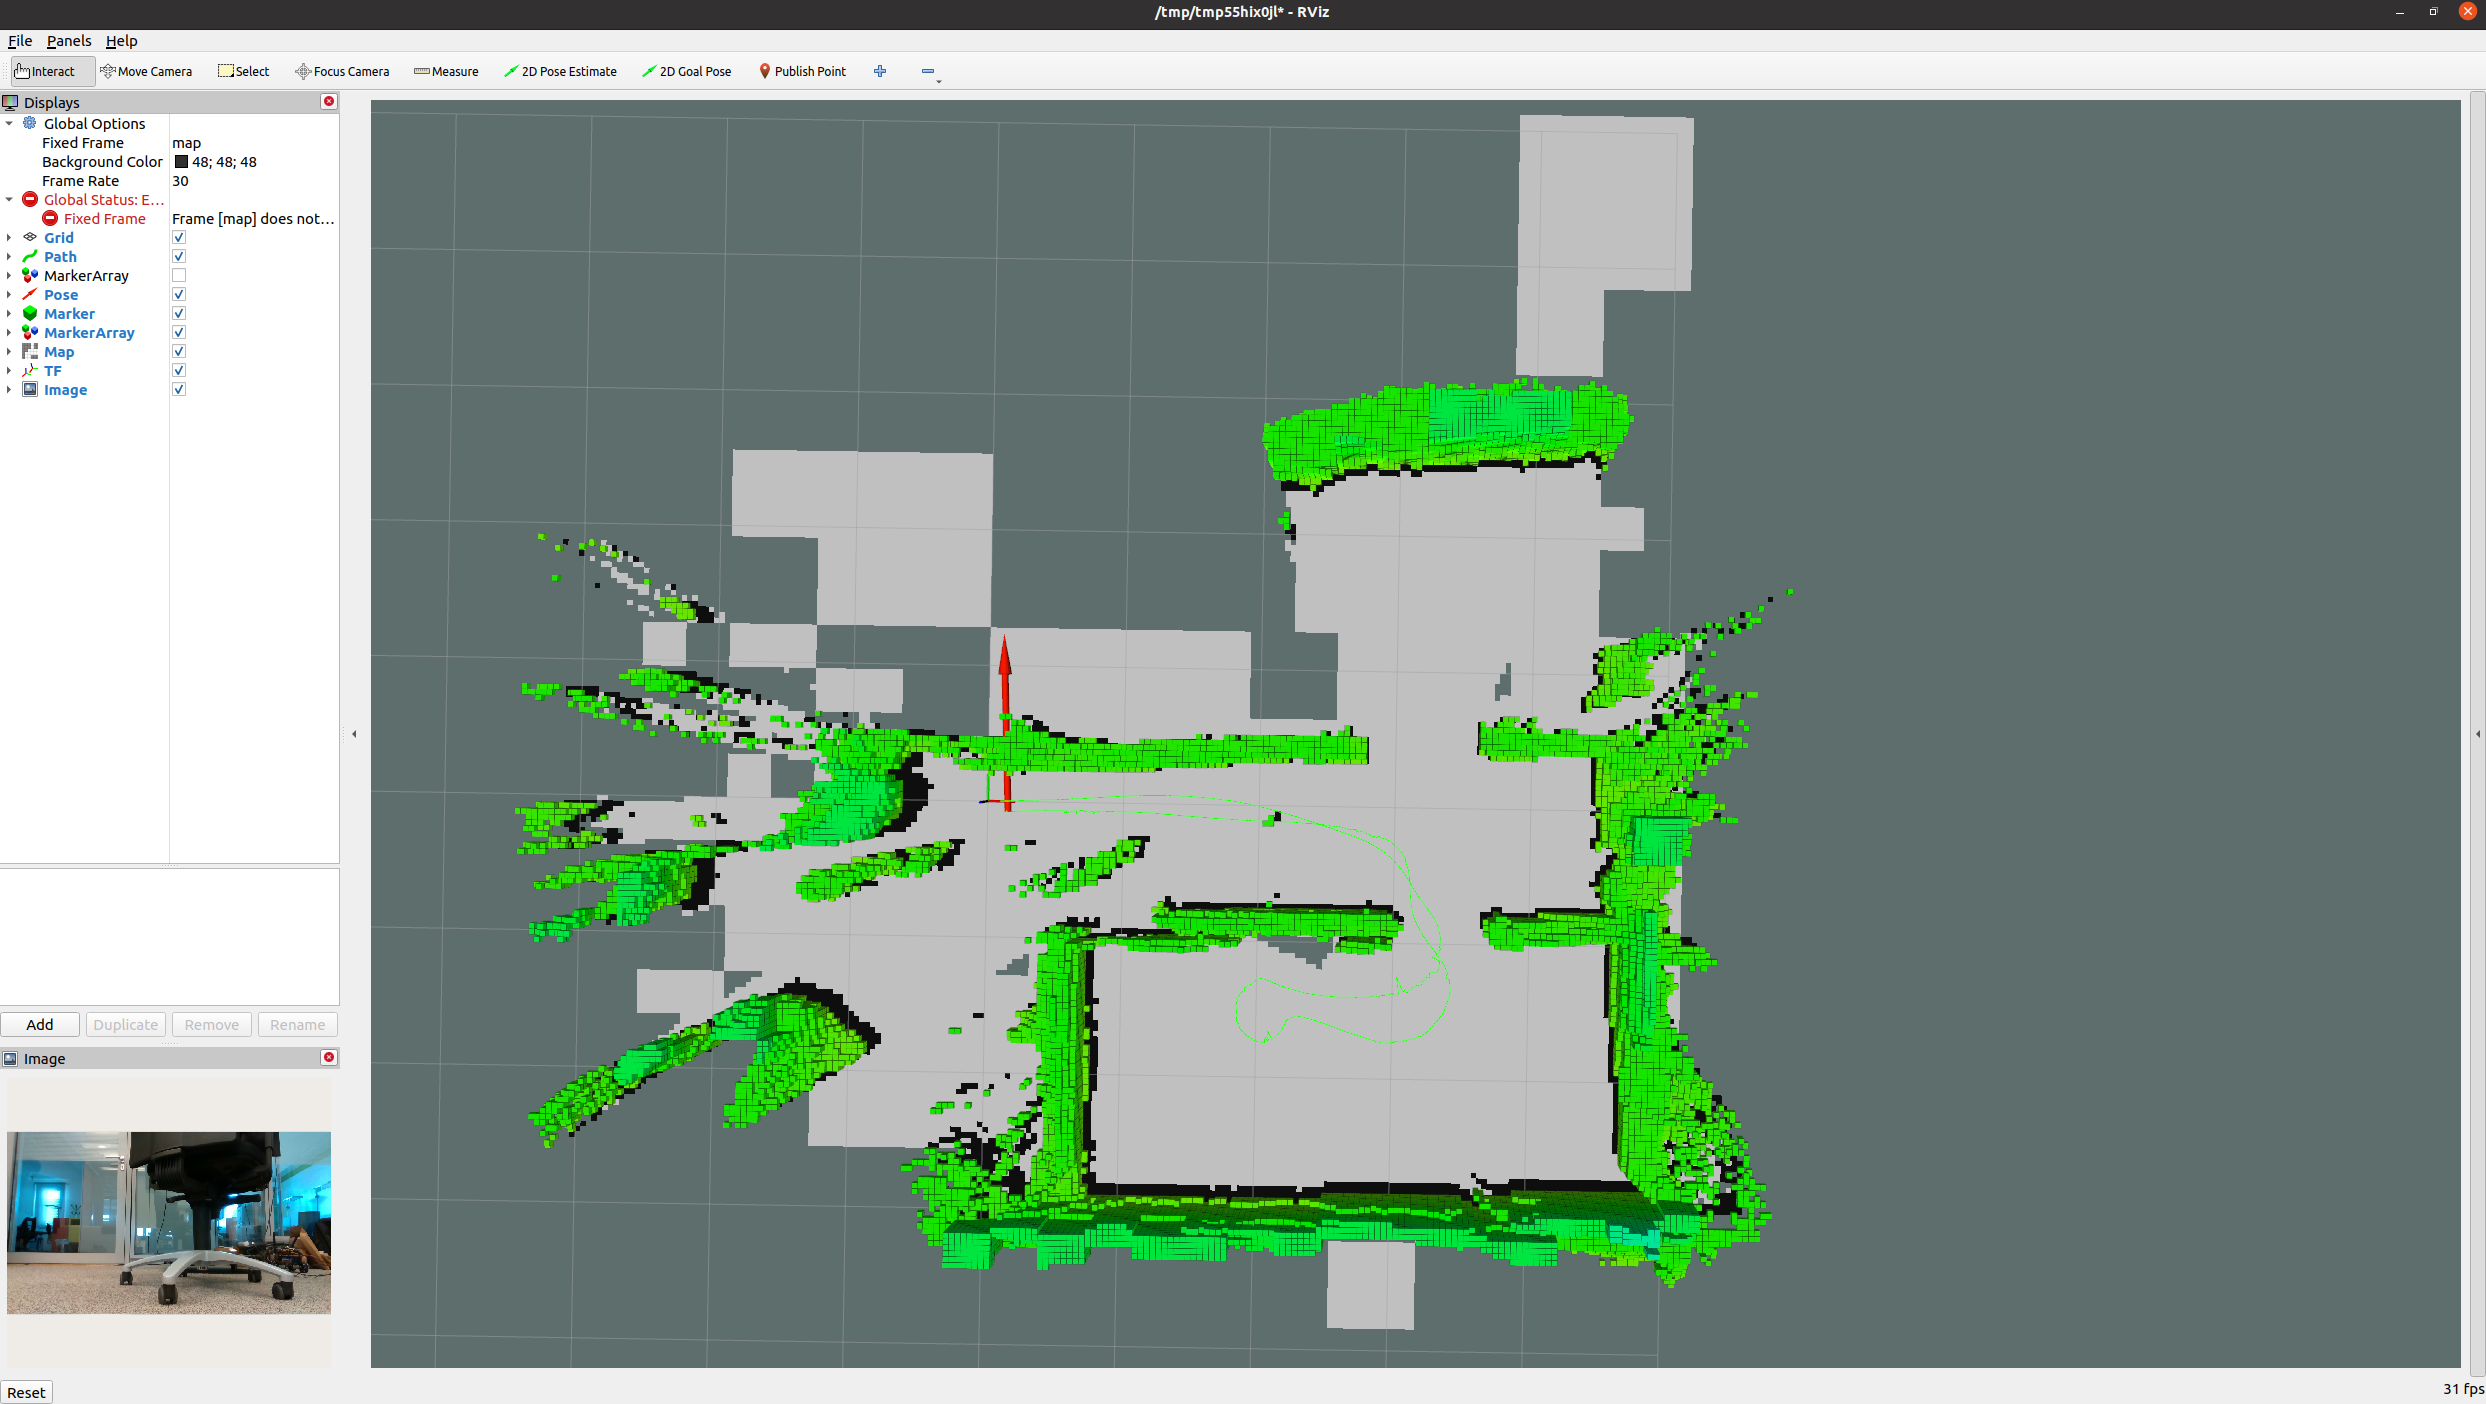 /tmp/tmp55hix0jl* - RViz
File Panels Help
Interact Move Camera Select Focus Camera Measure 2D Pose Estimate 2D Goal Pose Publish Point
Displays
Global Options
Fixed Frame map
Background Color 48; 48; 48
Frame Rate 30
Global Status: E...
Fixed Frame Frame [map] does not...
Grid
Path
MarkerArray
Pose
Marker
MarkerArray
Map
TF
Image
Add Duplicate Remove Rename
Image
Reset
31 fps